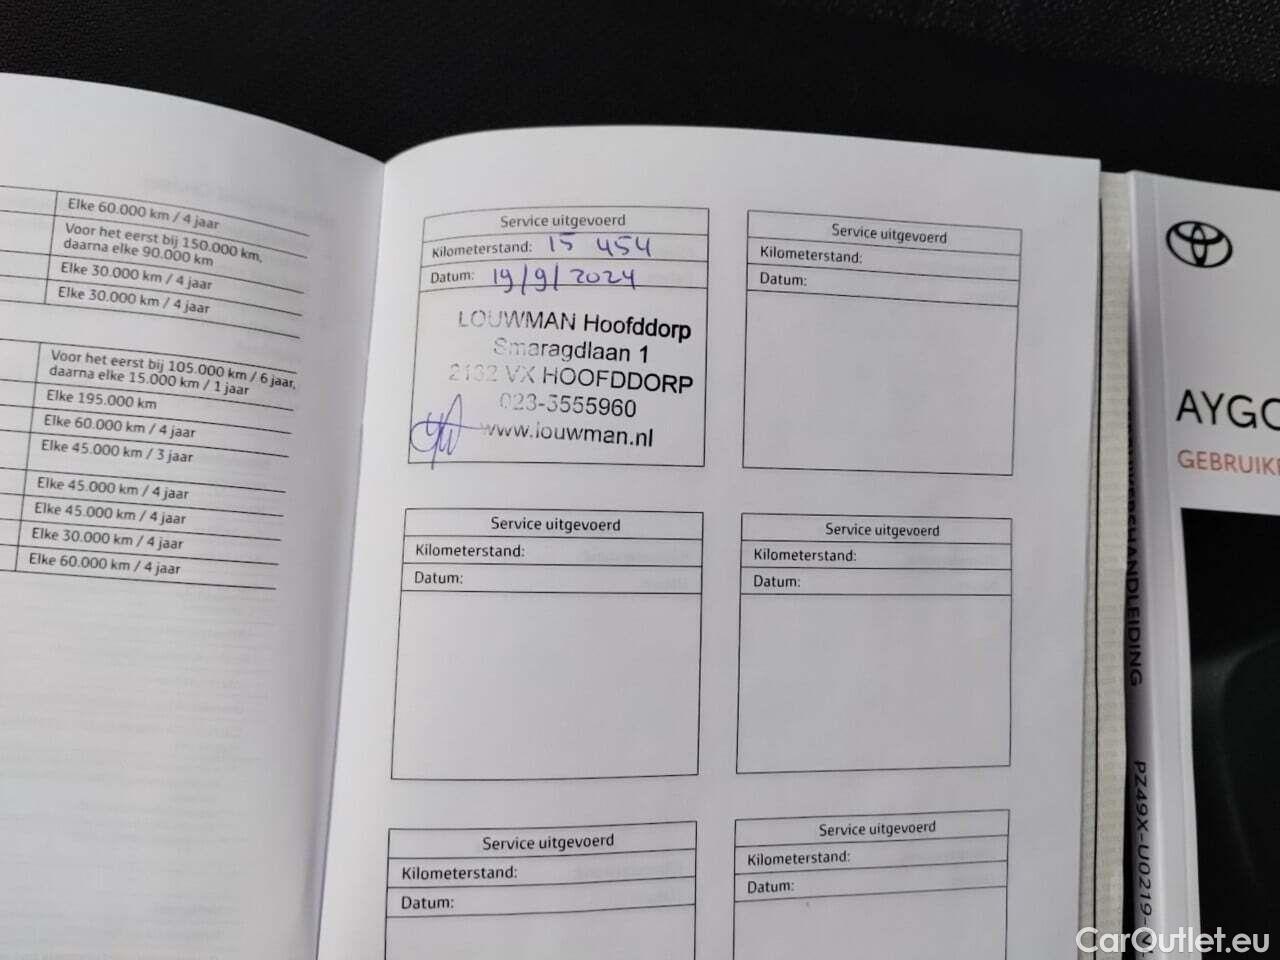 Elke 60.000 km / 4 jaar
Voor het eerst bij 150.000 km,
daarna elke 90.000 km
Elke 30.000 km / 4 jaar
Elke 30.000 km / 4 jaar
Voor het eerst bij 105.000 km / 6 jaar,
daarna elke 15.000 km / 1 jaar
Elke 195.000 km
Elke 60.000 km / 4 jaar
Elke 45.000 km / 3 jaar
Elke 45.000 km / 4 jaar
Elke 45.000 km / 4 jaar
Elke 30.000 km / 4 jaar
Elke 60.000 km / 4 jaar
Service uitgevoerd
Kilometerstand: 15 454
Datum: 19/9/2024
LOUWMAN Hoofddorp
Smaragdlaan 1
2132 VX HOOFDDORP
023-5555960
www.louwman.nl
Service uitgevoerd
Kilometerstand:
Datum:
Service uitgevoerd
Kilometerstand:
Datum:
Service uitgevoerd
Kilometerstand:
Datum:
Service uitgevoerd
Kilometerstand:
Datum:
Service uitgevoerd
Kilometerstand:
Datum:
AYGO
GEBRUIKE
PZ49X-U0219-
CarOutlet.eu